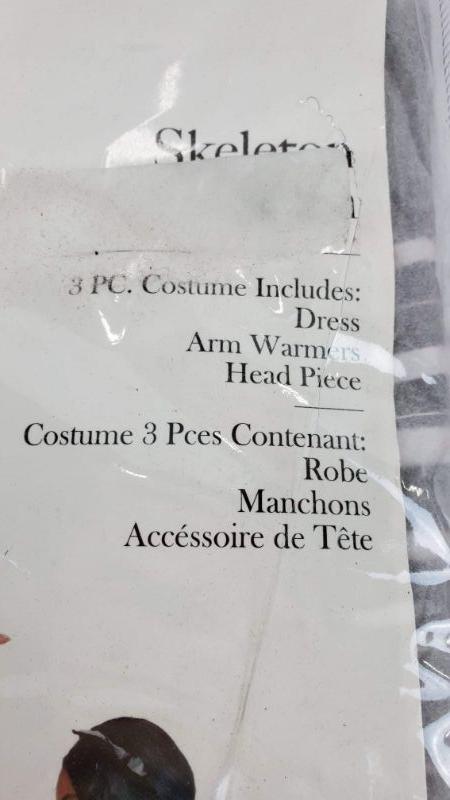 Skeleton
3 PC. Costume Includes:
Dress
Arm Warmers
Head Piece
Costume 3 Pces Contenant:
Robe
Manchons
Accéssoire de Tête